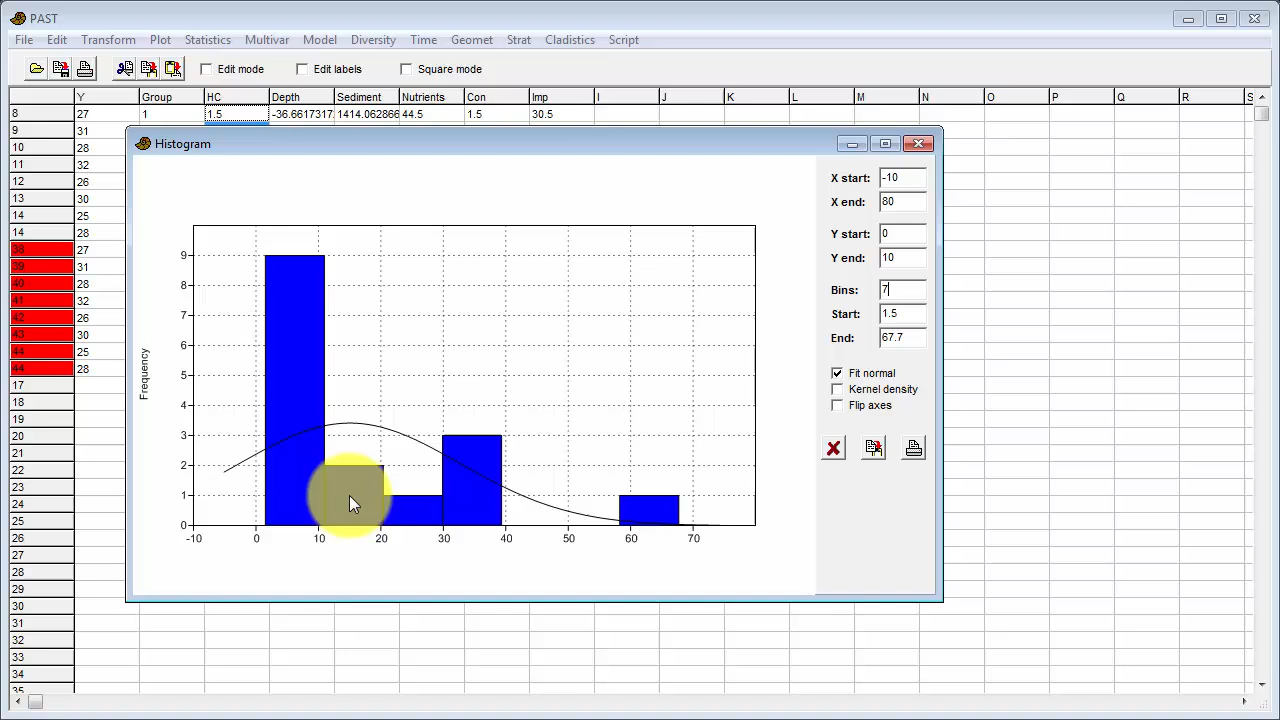 PAST
File Edit Transform Plot Statistics Multivar Model Diversity Time Geomet Strat Cladistics Script
Edit mode Edit labels Square mode
Y Group HC Depth Sediment Nutrients Con Imp I J K L M N O P Q R S
8 27 1 1.5 -36.6617317 1414.062866 44.5 1.5 30.5
9 31
10 28
11 32
12 26
13 30
14 25
14 28
38 27
39 31
40 28
41 32
42 26
43 30
44 25
44 28
17
18
19
20
21
22
23
24
25
26
27
28
29
30
31
32
33
34
35
Histogram
Frequency
9
8
7
6
5
4
3
2
1
0
-10 0 10 20 30 40 50 60 70
X start: -10
X end: 80
Y start: 0
Y end: 10
Bins: 7
Start: 1.5
End: 67.7
Fit normal
Kernel density
Flip axes